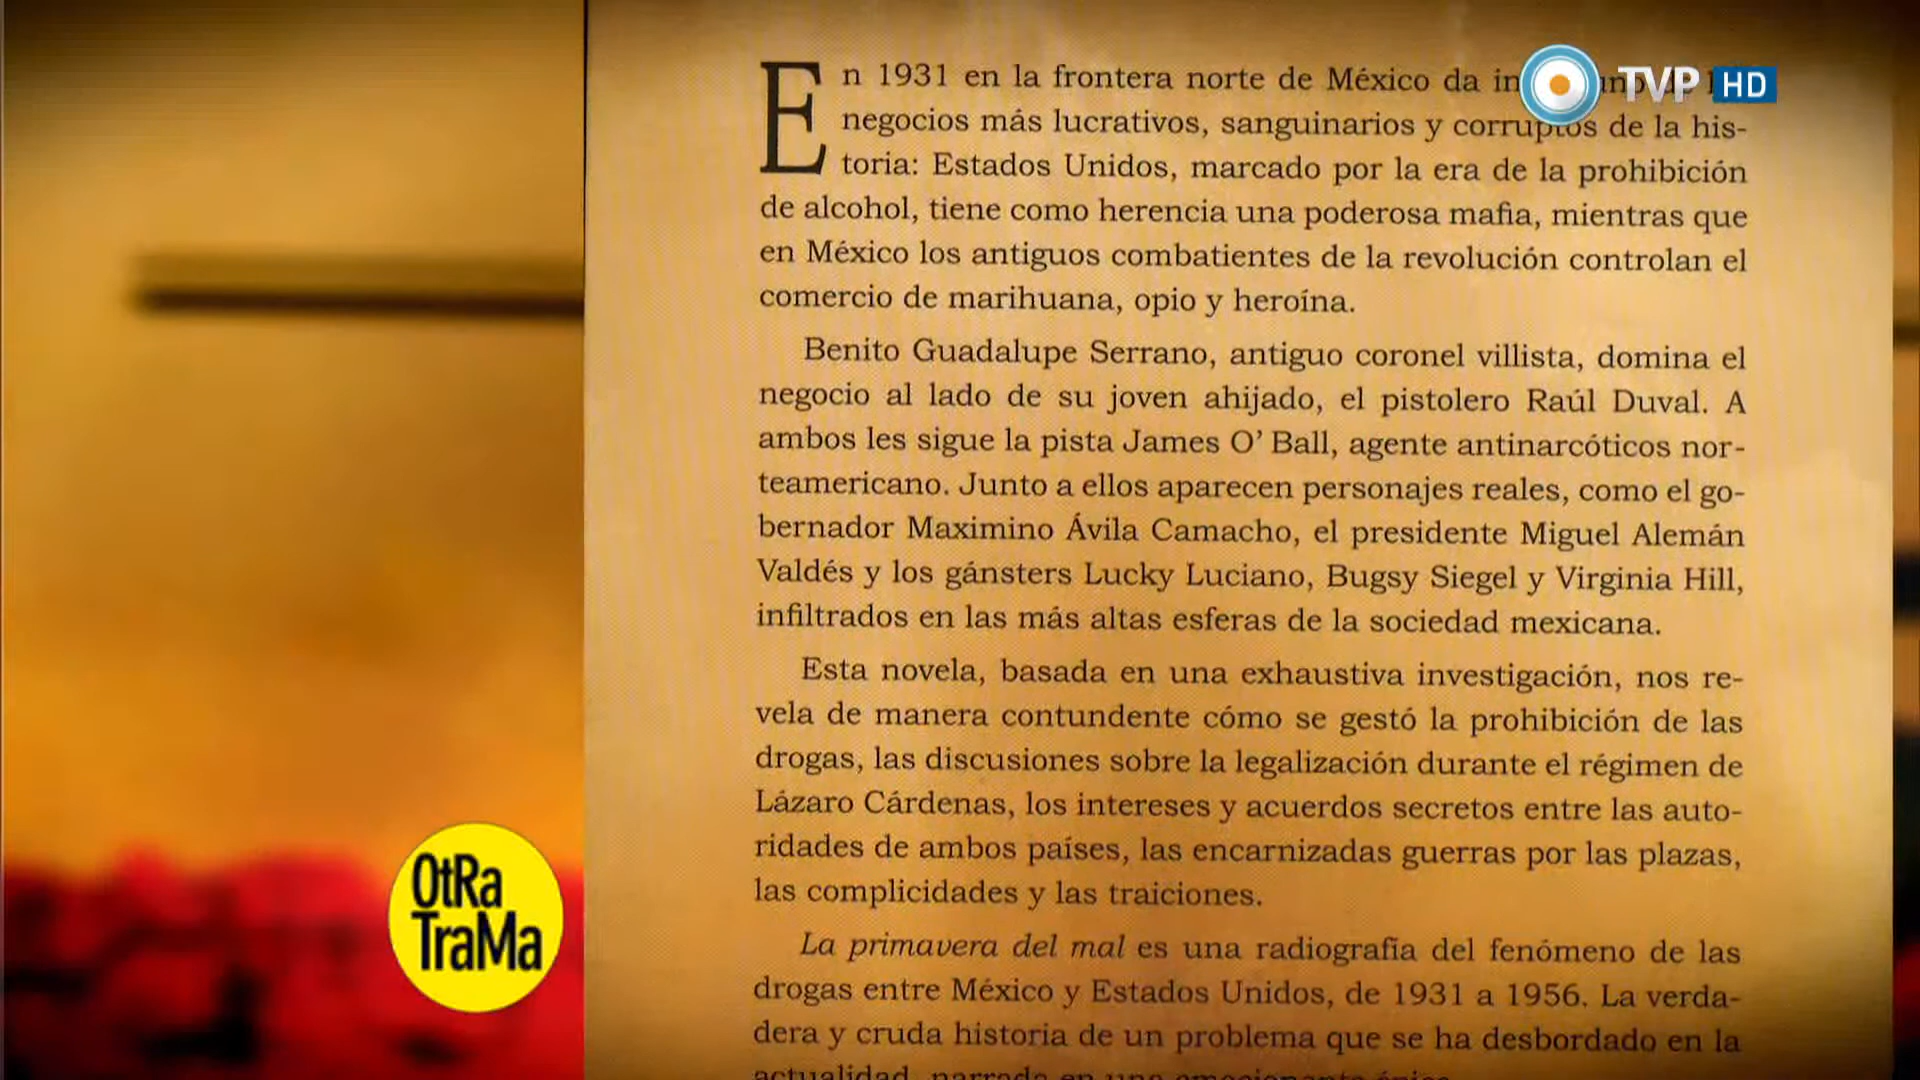 En 1931 en la frontera norte de México da
negocios más lucrativos, sanguinarios y corruptos de la his-
toria: Estados Unidos, marcado por la era de la prohibición
de alcohol, tiene como herencia una poderosa mafia, mientras que
en México los antiguos combatientes de la revolución controlan el
comercio de marihuana, opio y heroína.
Benito Guadalupe Serrano, antiguo coronel villista, domina el
negocio al lado de su joven ahijado, el pistolero Raúl Duval. A
ambos les sigue la pista James O’ Ball, agente antinarcóticos nor-
teamericano. Junto a ellos aparecen personajes reales, como el go-
bernador Maximino Ávila Camacho, el presidente Miguel Alemán
Valdés y los gánsters Lucky Luciano, Bugsy Siegel y Virginia Hill,
infiltrados en las más altas esferas de la sociedad mexicana.
Esta novela, basada en una exhaustiva investigación, nos re-
vela de manera contundente cómo se gestó la prohibición de las
drogas, las discusiones sobre la legalización durante el régimen de
Lázaro Cárdenas, los intereses y acuerdos secretos entre las auto-
ridades de ambos países, las encarnizadas guerras por las plazas,
las complicidades y las traiciones.
La primavera del mal es una radiografía del fenómeno de las
drogas entre México y Estados Unidos, de 1931 a 1956. La verda-
dera y cruda historia de un problema que se ha desbordado en la
TVP HD
OtRa
TraMa